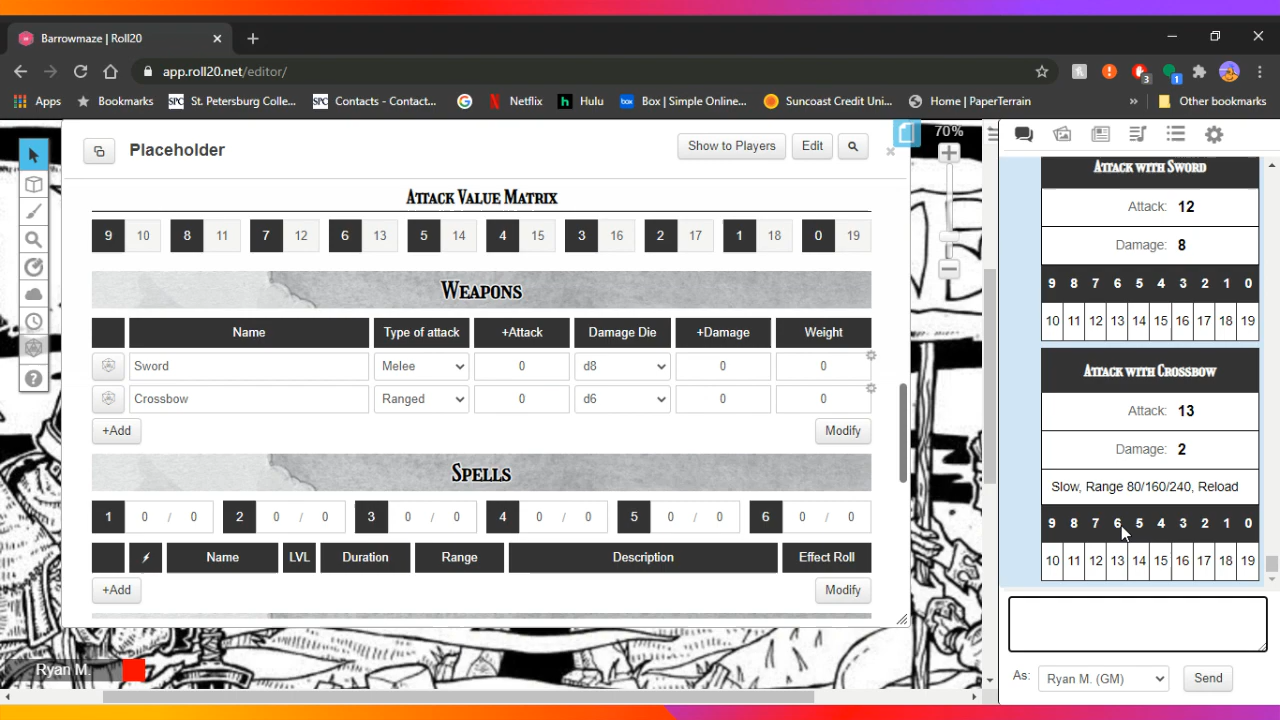 Barrowmaze | Roll20
app.roll20.net/editor/
3
1
Apps Bookmarks SPC St. Petersburg Colle... SPC Contacts - Contact... Netflix h Hulu box Box | Simple Online... Suncoast Credit Uni... Home | PaperTerrain » Other bookmarks
Placeholder
Show to Players Edit
70%
Attack Value Matrix
9 10 8 11 7 12 6 13 5 14 4 15 3 16 2 17 1 18 0 19
Weapons
Name Type of attack +Attack Damage Die +Damage Weight
Sword Melee 0 d8 0 0
Crossbow Ranged 0 d6 0 0
+Add Modify
Spells
1 0 / 0 2 0 / 0 3 0 / 0 4 0 / 0 5 0 / 0 6 0 / 0
Name LVL Duration Range Description Effect Roll
+Add Modify
Ryan M.
Attack with Sword
Attack: 12
Damage: 8
9 8 7 6 5 4 3 2 1 0
10 11 12 13 14 15 16 17 18 19
Attack with Crossbow
Attack: 13
Damage: 2
Slow, Range 80/160/240, Reload
9 8 7 6 5 4 3 2 1 0
10 11 12 13 14 15 16 17 18 19
As: Ryan M. (GM) Send